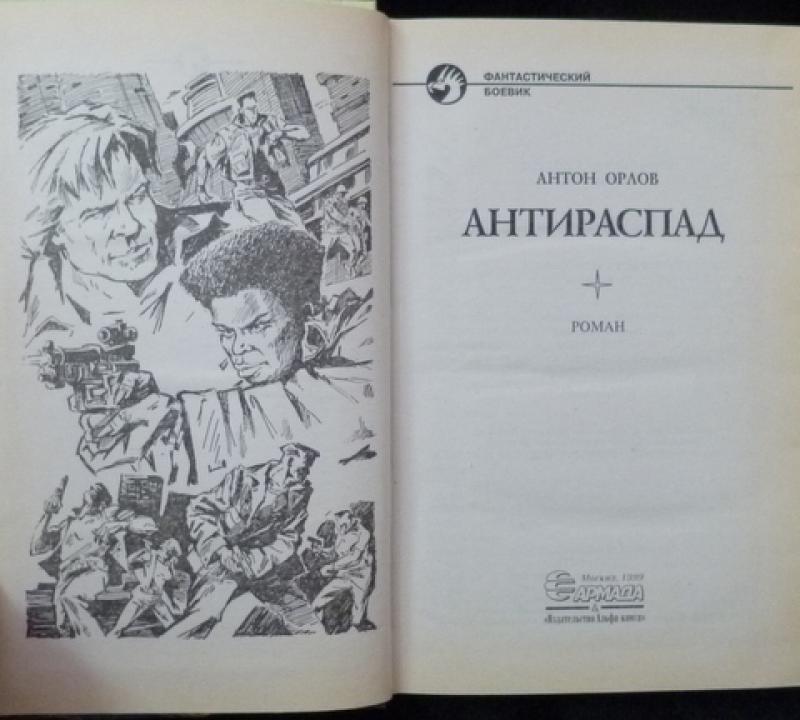 ФАНТАСТИЧЕСКИЙ
БОЕВИК
АНТОН ОРЛОВ
АНТИРАСПАД
РОМАН
Москва, 1999
АРМАДА
&
«Издательство Альфа-книга»